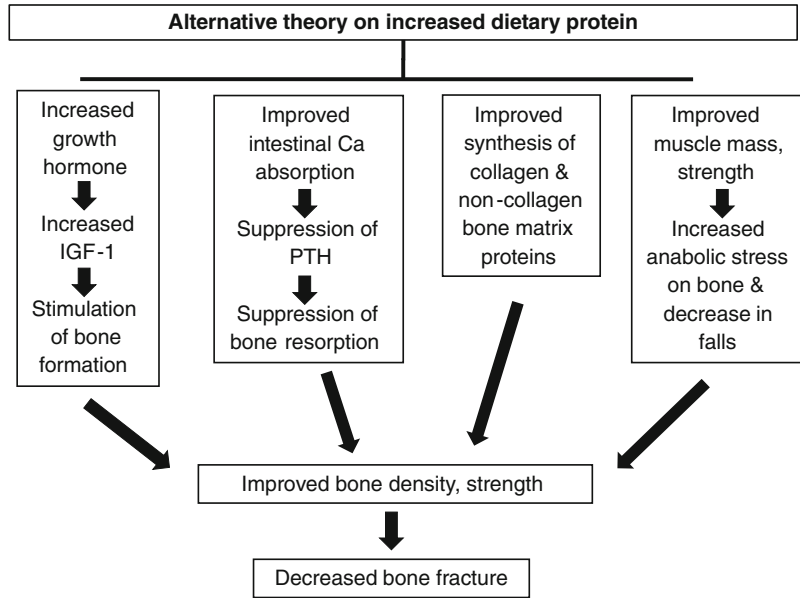 Alternative theory on increased dietary protein
Increased
growth
hormone
Increased
IGF-1
Stimulation
of bone
formation
Improved
intestinal Ca
absorption
Suppression of
PTH
Suppression of
bone resorption
Improved
synthesis of
collagen &
non-collagen
bone matrix
proteins
Improved
muscle mass,
strength
Increased
anabolic stress
on bone &
decrease in
falls
Improved bone density, strength
Decreased bone fracture